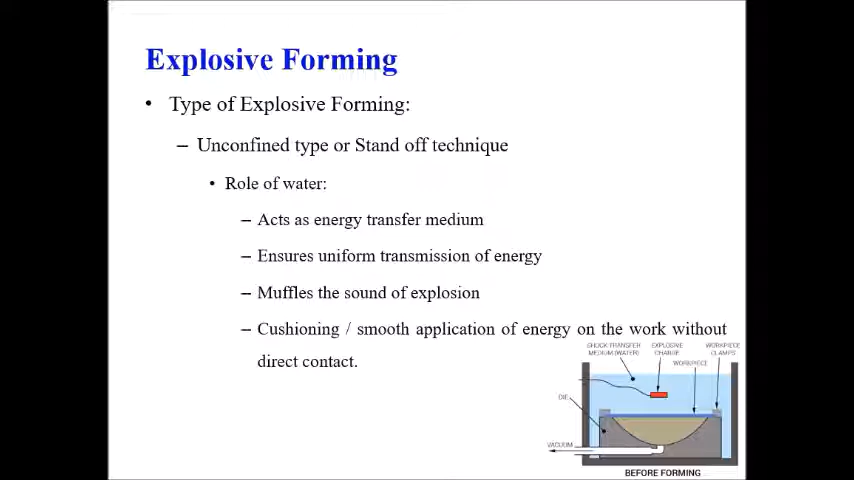 Explosive Forming
• Type of Explosive Forming:
– Unconfined type or Stand off technique
• Role of water:
– Acts as energy transfer medium
– Ensures uniform transmission of energy
– Muffles the sound of explosion
– Cushioning / smooth application of energy on the work without
direct contact.
SHOCK TRANSFER
MEDIUM (WATER)
EXPLOSIVE
CHARGE
WORKPIECE
CLAMPS
WORKPIECE
DIE
VACUUM
BEFORE FORMING